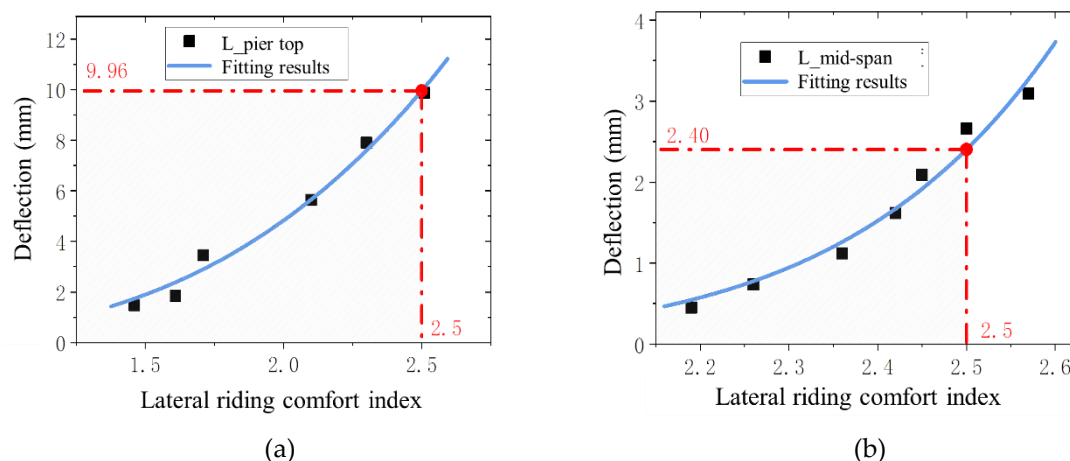 12
10
8
6
4
2
0
Deflection (mm)
L_pier top
Fitting results
9.96
2.5
1.5
2.0
2.5
Lateral riding comfort index
(a)
4
3
2
1
0
Deflection (mm)
L_mid-span
Fitting results
2.40
2.5
2.2
2.3
2.4
2.5
2.6
Lateral riding comfort index
(b)